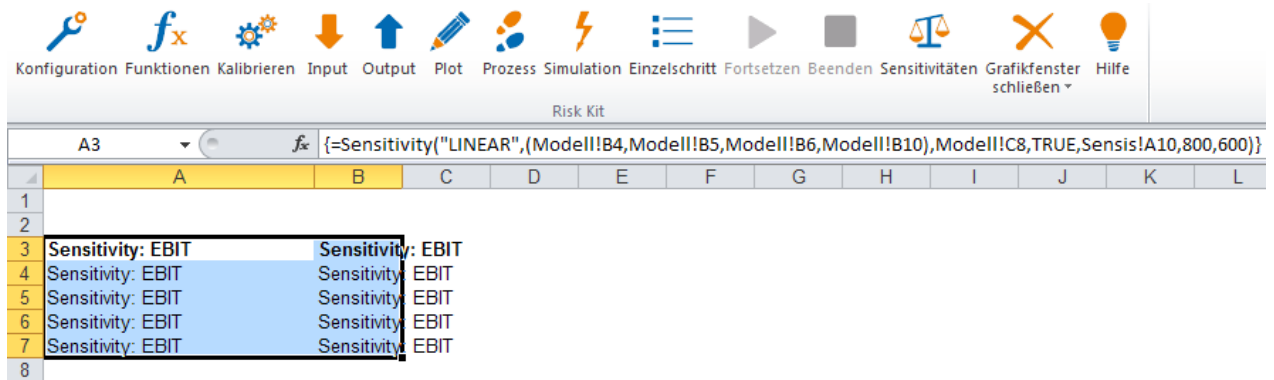 Konfiguration Funktionen Kalibrieren Input Output Plot Prozess Simulation Einzelschritt Fortsetzen Beenden Sensitivitäten Grafikfenster schließen Hilfe
Risk Kit
A3 fx {=Sensitivity("LINEAR",(Modell!B4,Modell!B5,Modell!B6,Modell!B10),Modell!C8,TRUE,Sensis!A10,800,600)}
A B C D E F G H I J K L
1
2
3 Sensitivity: EBIT Sensitivity: EBIT
4 Sensitivity: EBIT Sensitivity: EBIT
5 Sensitivity: EBIT Sensitivity: EBIT
6 Sensitivity: EBIT Sensitivity: EBIT
7 Sensitivity: EBIT Sensitivity: EBIT
8